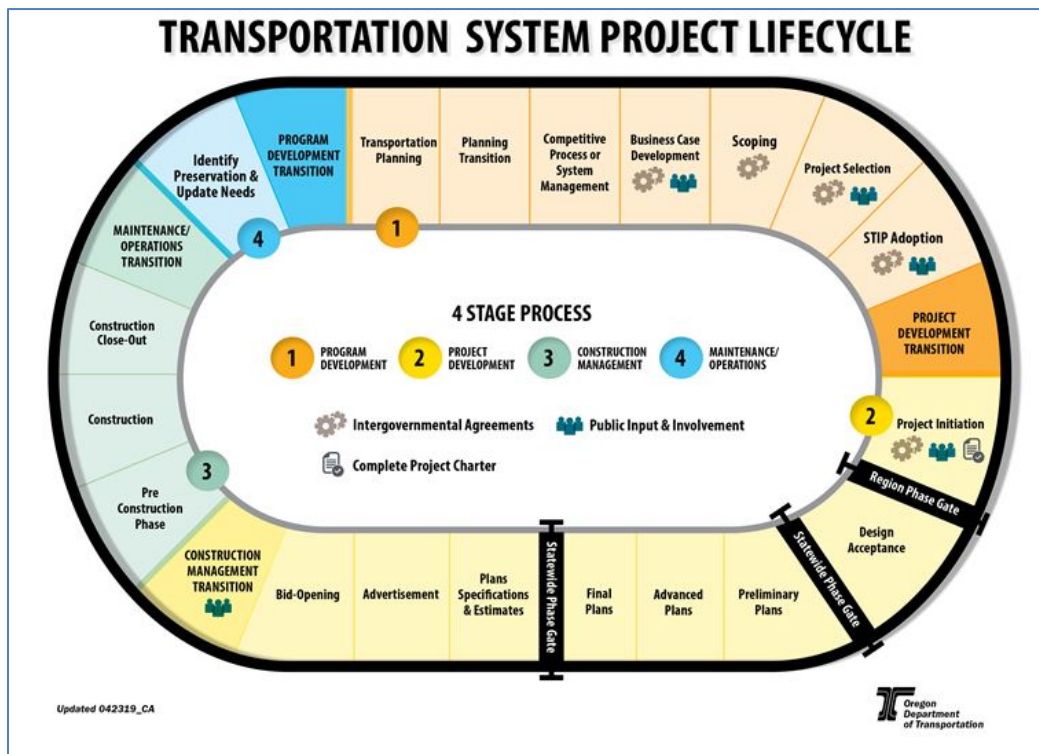 TRANSPORTATION SYSTEM PROJECT LIFECYCLE
PROGRAM
DEVELOPMENT
TRANSITION
Transportation
Planning
Planning
Transition
Competitive
Process or
System
Management
Business Case
Development
Scoping
Project Selection
STIP Adoption
PROJECT
DEVELOPMENT
TRANSITION
1
2
Project Initiation
Region Phase Gate
Design
Acceptance
Statewide Phase Gate
Preliminary
Plans
Advanced
Plans
Final
Plans
Statewide Phase Gate
Plans
Specifications
& Estimates
Advertisement
Bid-Opening
CONSTRUCTION
MANAGEMENT
TRANSITION
3
Pre
Construction
Phase
Construction
Construction
Close-Out
MAINTENANCE/
OPERATIONS
TRANSITION
4
Identify
Preservation &
Update Needs
4 STAGE PROCESS
1 PROGRAM
DEVELOPMENT
2 PROJECT
DEVELOPMENT
3 CONSTRUCTION
MANAGEMENT
4 MAINTENANCE/
OPERATIONS
Intergovernmental Agreements
Public Input & Involvement
Complete Project Charter
Updated 042319_CA
Oregon
Department
of Transportation